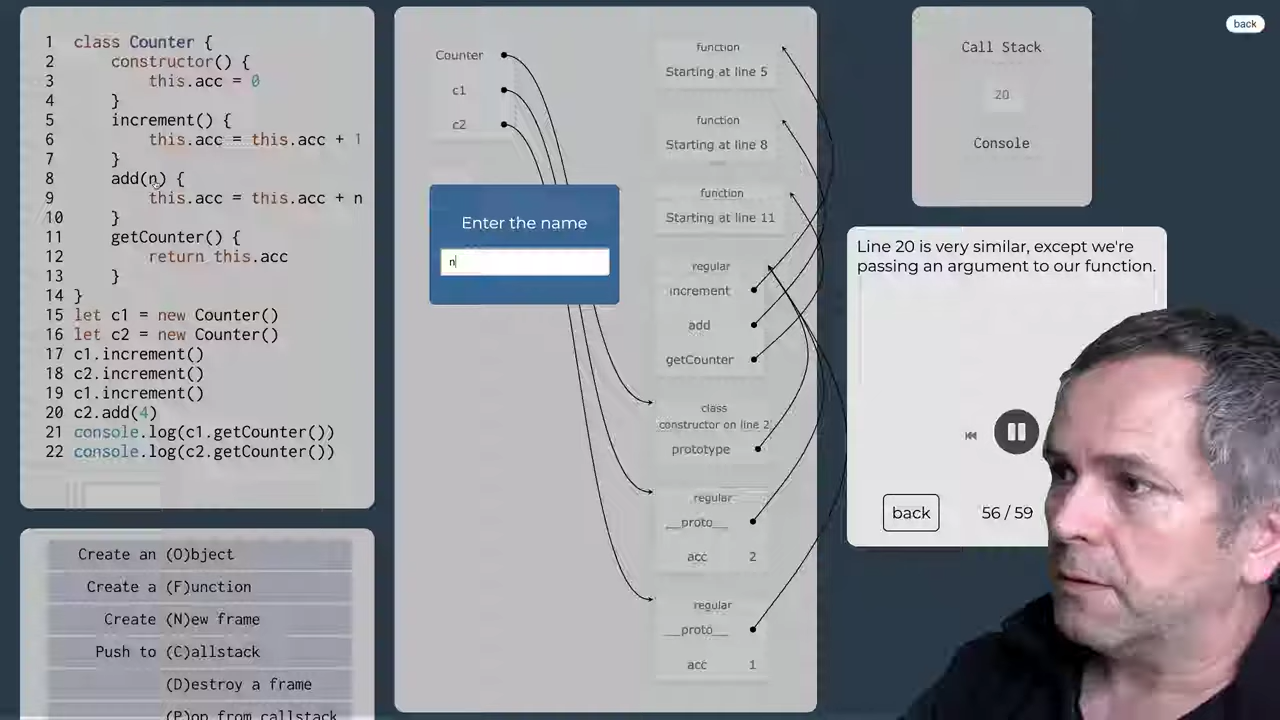 1 class Counter {
2 constructor() {
3 this.acc = 0
4 }
5 increment() {
6 this.acc = this.acc + 1
7 }
8 add(n) {
9 this.acc = this.acc + n
10 }
11 getCounter() {
12 return this.acc
13 }
14 }
15 let c1 = new Counter()
16 let c2 = new Counter()
17 c1.increment()
18 c2.increment()
19 c1.increment()
20 c2.add(4)
21 console.log(c1.getCounter())
22 console.log(c2.getCounter())
Create an (O)bject
Create a (F)unction
Create (N)ew frame
Push to (C)allstack
(D)estroy a frame
(P)op from callstack
Counter
c1
c2
Enter the name
n
function
Starting at line 5
function
Starting at line 8
function
Starting at line 11
regular
increment
add
getCounter
class
constructor on line 2
prototype
regular
__proto__
acc 2
regular
__proto__
acc 1
Call Stack
20
Console
back
Line 20 is very similar, except we're
passing an argument to our function.
back
56 / 59